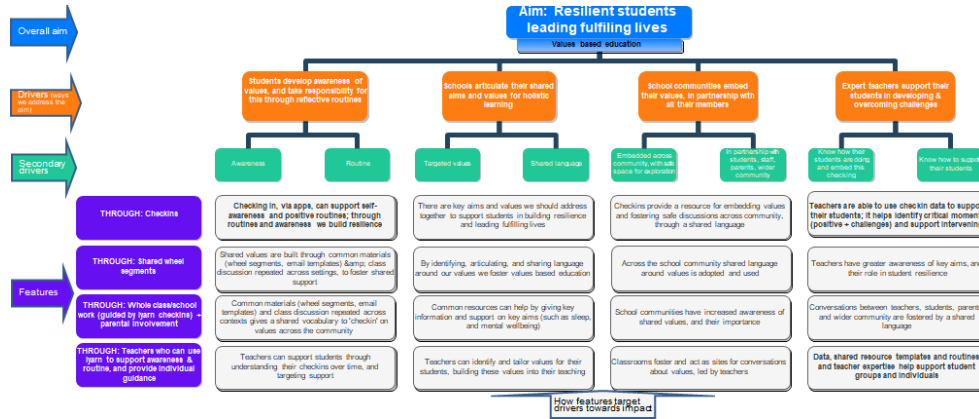 Overall aim
Aim: Resilient students
leading fulfiling lives
Values based education
Drivers (ways
we address the
aim)
Students develop awareness of
values, and take responsibility for
this through reflective routines
Schools articulate their shared
aims and values for holistic
learning
School communities embed
their values, in partnership with
all their members
Expert teachers support their
students in developing &
overcoming challenges
Secondary
drivers
Awareness
Routine
Targeted values
Shared language
Embedded across
community, with safe
space for exploration
In partnership with
students, staff,
parents, wider
community
Know how their
students are doing
and embed this
checking
Know how to suppor
their students
Features
THROUGH: Checkins
Checking in, via apps, can support self-
awareness and positive routines; through
routines and awareness we build resilience
There are key aims and values we should address
together to support students in building resilience
and leading fulfilling lives
Checkins provide a resource for embedding values
and fostering safe discussions across community,
through a shared language
Teachers are able to use checkin data to suppor
their students; it helps identify critical moment
(positive + challenges) and support intervening
THROUGH: Shared wheel
segments
Shared values are built through common materials
(wheel segments, email templates) &amp; class
discussion repeated across settings, to foster shared
support
By identifying, articulating, and sharing language
around our values we foster values based education
Across the school community shared language
around values is adopted and used
Teachers have greater awareness of key aims, and
their role in student resilience
THROUGH: Whole class/school
work (guided by lyarn checkins) +
parental involvement
Common materials (wheel segments, email
templates) and class discussion repeated across
contexts gives a shared vocabulary to 'checkin' on
values across the community
Common resources can help by giving key
information and support on key aims (such as sleep,
and mental wellbeing)
School communities have increased awareness of
shared values, and their importance
Conversations between teachers, students, parent
and wider community are fostered by a shared
language
THROUGH: Teachers who can use
lyarn to support awareness &
routine, and provide individual
guidance
Teachers can support students through
understanding their checkins over time, and
targeting support
Teachers can identify and tailor values for their
students, building these values into their teaching
Classrooms foster and act as sites for conversations
about values, led by teachers
Data, shared resource templates and routines
and teacher expertise help support student
groups and individuals
How features target
drivers towards impact